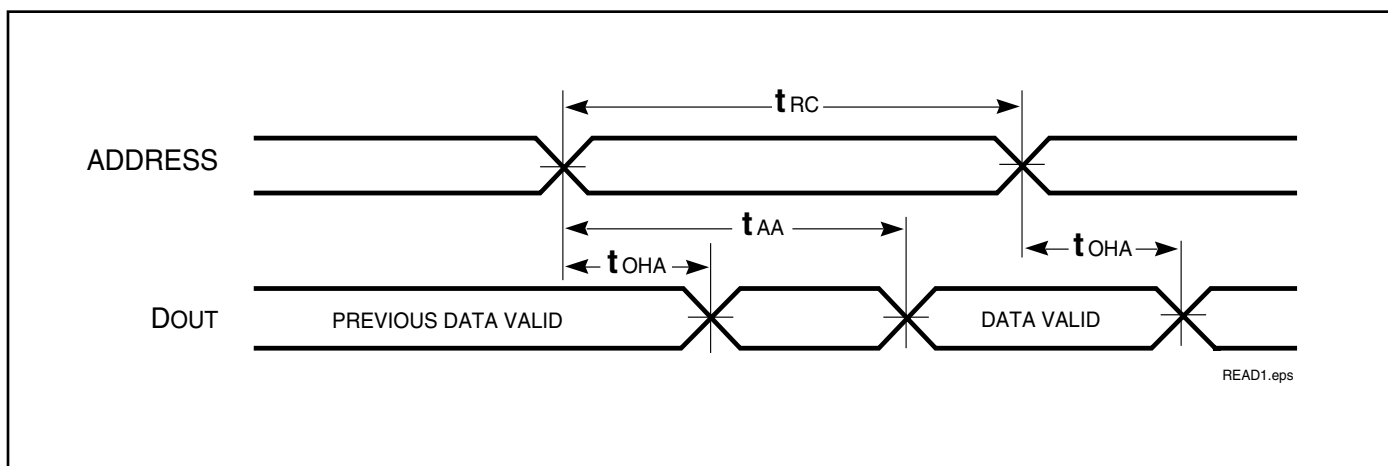 tRC
ADDRESS
tAA
tOHA
tOHA
DOUT
PREVIOUS DATA VALID
DATA VALID
READ1.eps